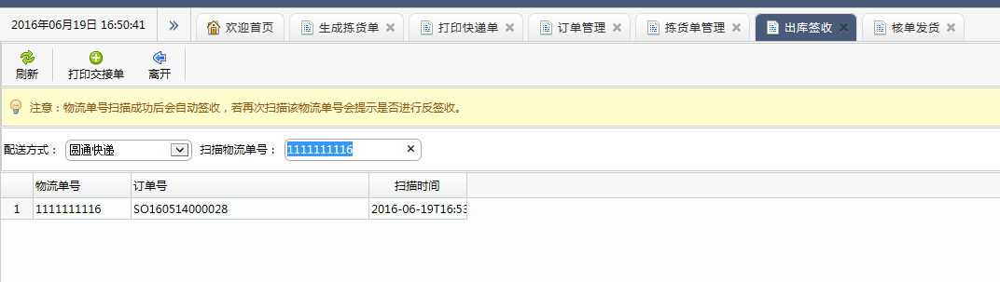 2016年06月19日 16:50:41 » 欢迎首页 生成拣货单 打印快递单 订单管理 拣货单管理 出库签收 核单发货
刷新 打印交接单 离开
注意：物流单号扫描成功后会自动签收，若再次扫描该物流单号会提示是否进行反签收。
配送方式： 圆通快递 扫描物流单号： 1111111116
物流单号 订单号 扫描时间
1 1111111116 SO160514000028 2016-06-19T16:53